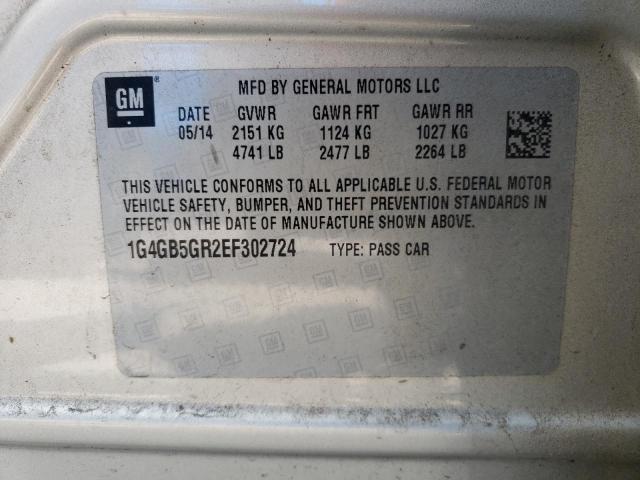 GM
®
MFD BY GENERAL MOTORS LLC
DATE GVWR GAWR FRT GAWR RR
05/14 2151 KG 1124 KG 1027 KG
4741 LB 2477 LB 2264 LB
THIS VEHICLE CONFORMS TO ALL APPLICABLE U.S. FEDERAL MOTOR
VEHICLE SAFETY, BUMPER, AND THEFT PREVENTION STANDARDS IN
EFFECT ON THE DATE OF MANUFACTURE SHOWN ABOVE.
1G4GB5GR2EF302724 TYPE: PASS CAR